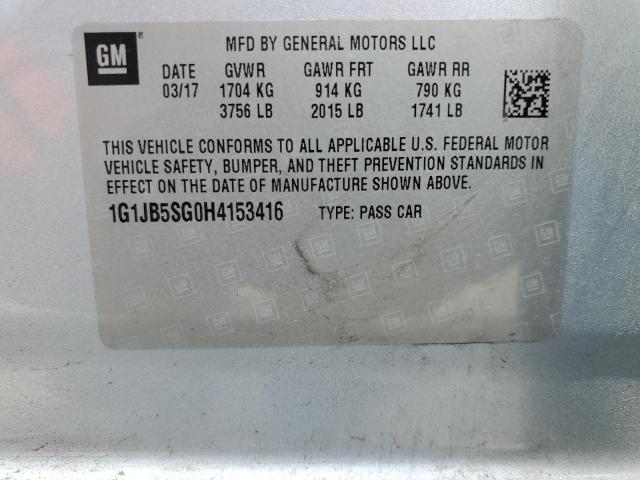 GM
MFD BY GENERAL MOTORS LLC
DATE GVWR GAWR FRT GAWR RR
03/17 1704 KG 914 KG 790 KG
3756 LB 2015 LB 1741 LB
THIS VEHICLE CONFORMS TO ALL APPLICABLE U.S. FEDERAL MOTOR
VEHICLE SAFETY, BUMPER, AND THEFT PREVENTION STANDARDS IN
EFFECT ON THE DATE OF MANUFACTURE SHOWN ABOVE.
1G1JB5SG0H4153416 TYPE: PASS CAR